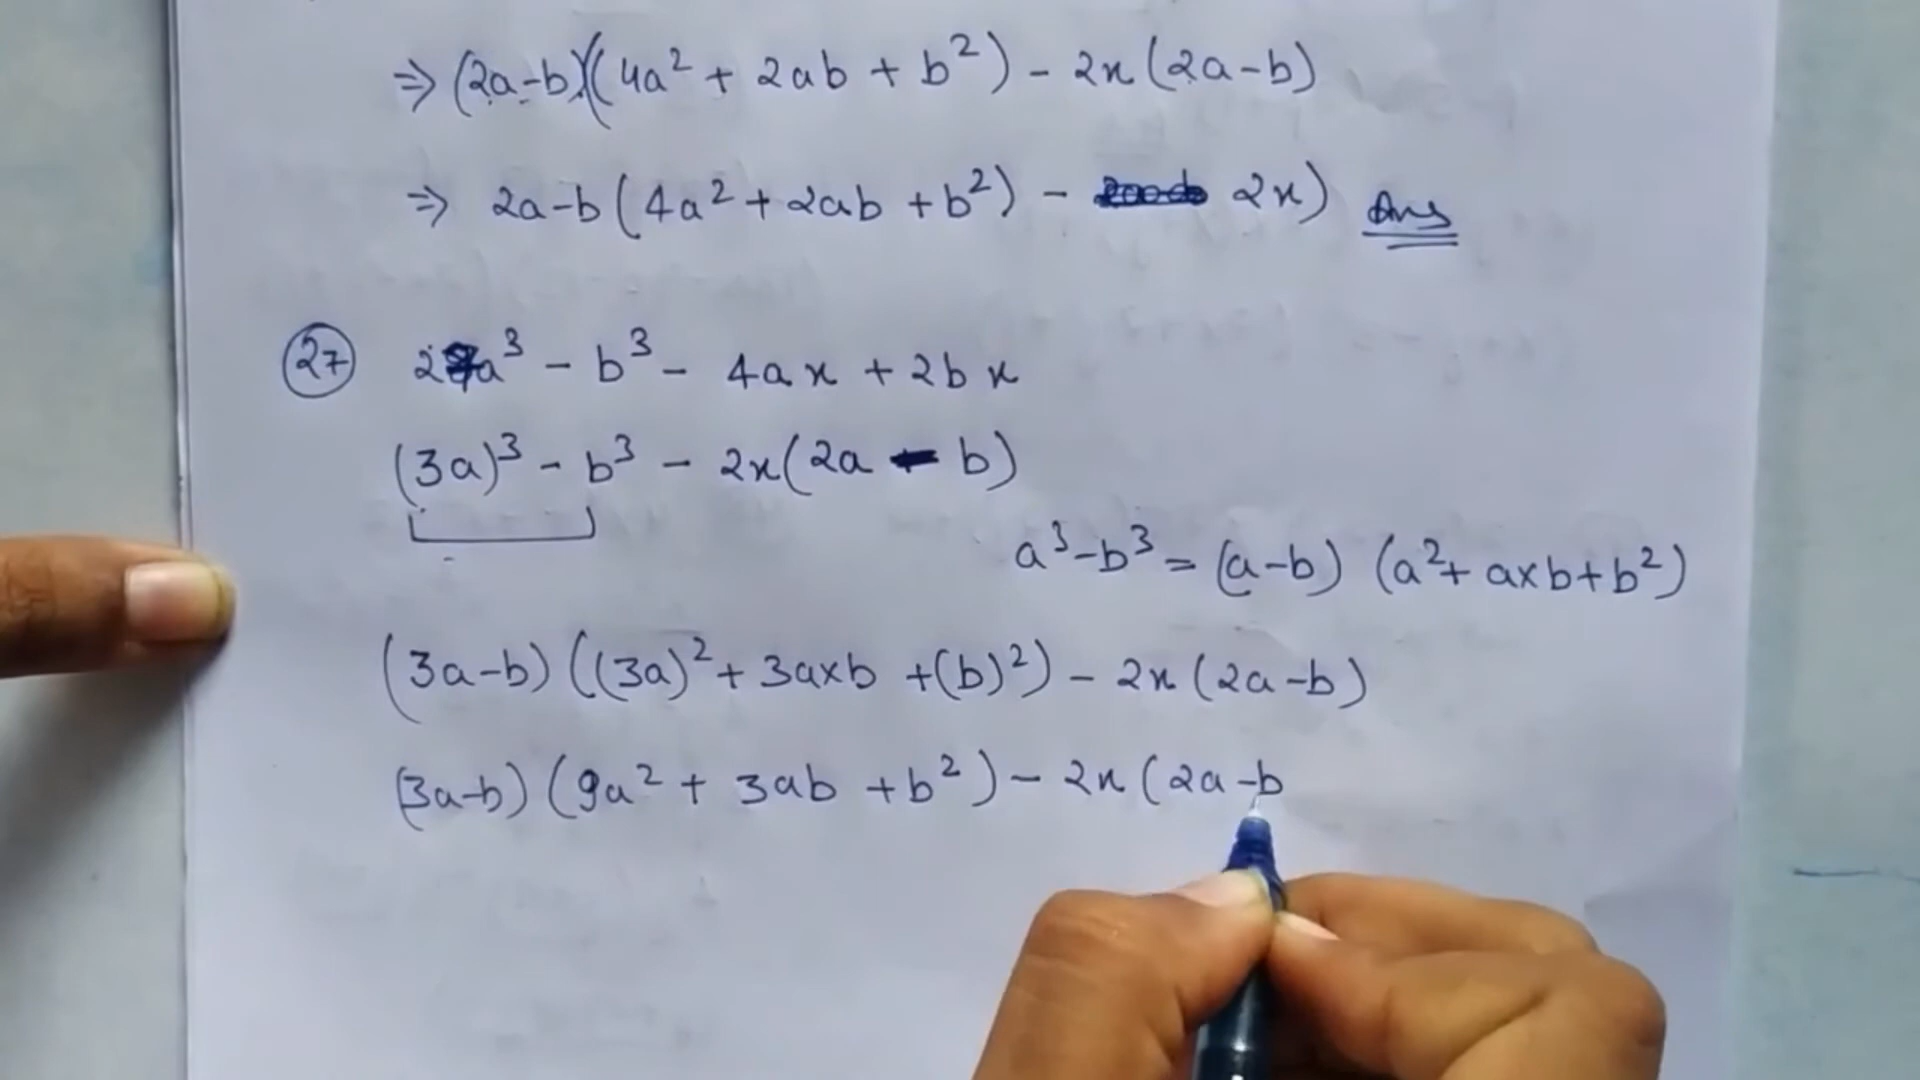 ⇒ (2a-b)(4a² + 2ab + b²) - 2x(2a-b)
⇒ 2a-b(4a² + 2ab + b²) - 2x) Ans
27 27a³ - b³ - 4ax + 2bx
(3a)³ - b³ - 2x(2a - b)
a³-b³ = (a-b) (a²+ a×b+b²)
(3a-b) ((3a)²+ 3a×b +(b)²) - 2x(2a-b)
(3a-b) (9a² + 3ab +b²) - 2x(2a-b